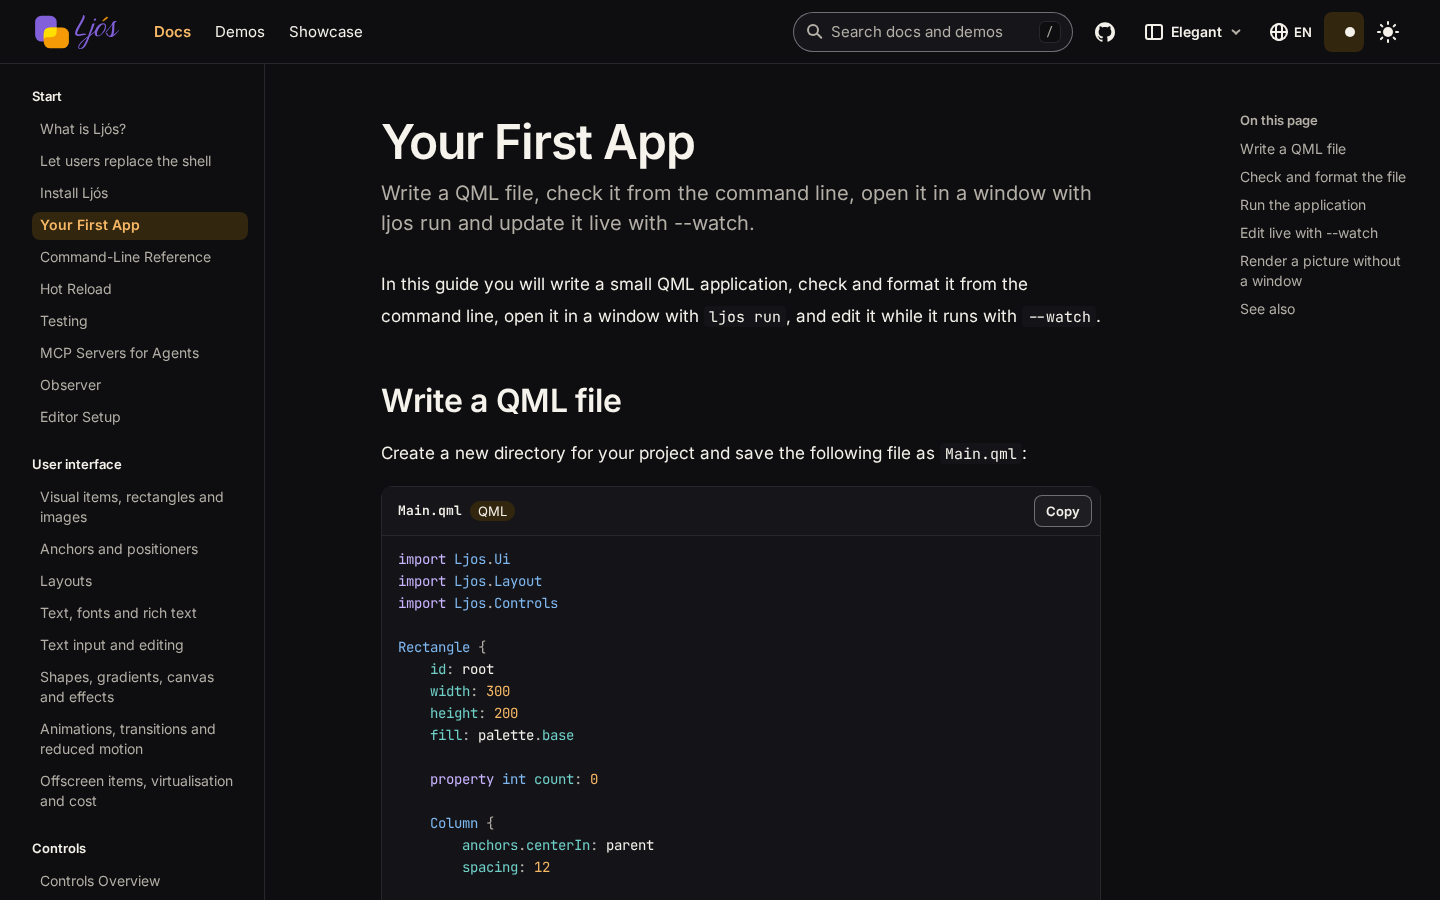 Ljós
Docs
Demos
Showcase
Search docs and demos
/
Elegant
EN
Start
What is Ljós?
Let users replace the shell
Install Ljós
Your First App
Command-Line Reference
Hot Reload
Testing
MCP Servers for Agents
Observer
Editor Setup
User interface
Visual items, rectangles and
images
Anchors and positioners
Layouts
Text, fonts and rich text
Text input and editing
Shapes, gradients, canvas
and effects
Animations, transitions and
reduced motion
Offscreen items, virtualisation
and cost
Controls
Controls Overview
Your First App
Write a QML file, check it from the command line, open it in a window with
ljos run and update it live with --watch.
In this guide you will write a small QML application, check and format it from the
command line, open it in a window with ljos run, and edit it while it runs with --watch.
Write a QML file
Create a new directory for your project and save the following file as Main.qml:
Main.qml QML
Copy
import Ljos.Ui
import Ljos.Layout
import Ljos.Controls
Rectangle {
    id: root
    width: 300
    height: 200
    fill: palette.base
    property int count: 0
    Column {
        anchors.centerIn: parent
        spacing: 12
On this page
Write a QML file
Check and format the file
Run the application
Edit live with --watch
Render a picture without
a window
See also